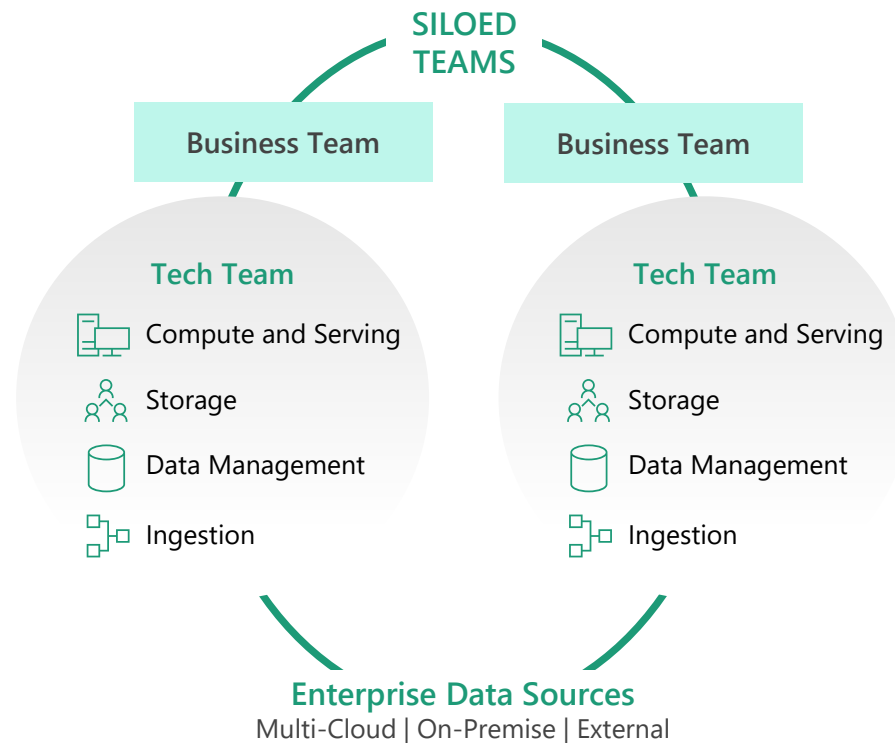 SILOED
TEAMS
Business Team
Business Team
Tech Team
Compute and Serving
Storage
Data Management
Ingestion
Tech Team
Compute and Serving
Storage
Data Management
Ingestion
Enterprise Data Sources
Multi-Cloud | On-Premise | External